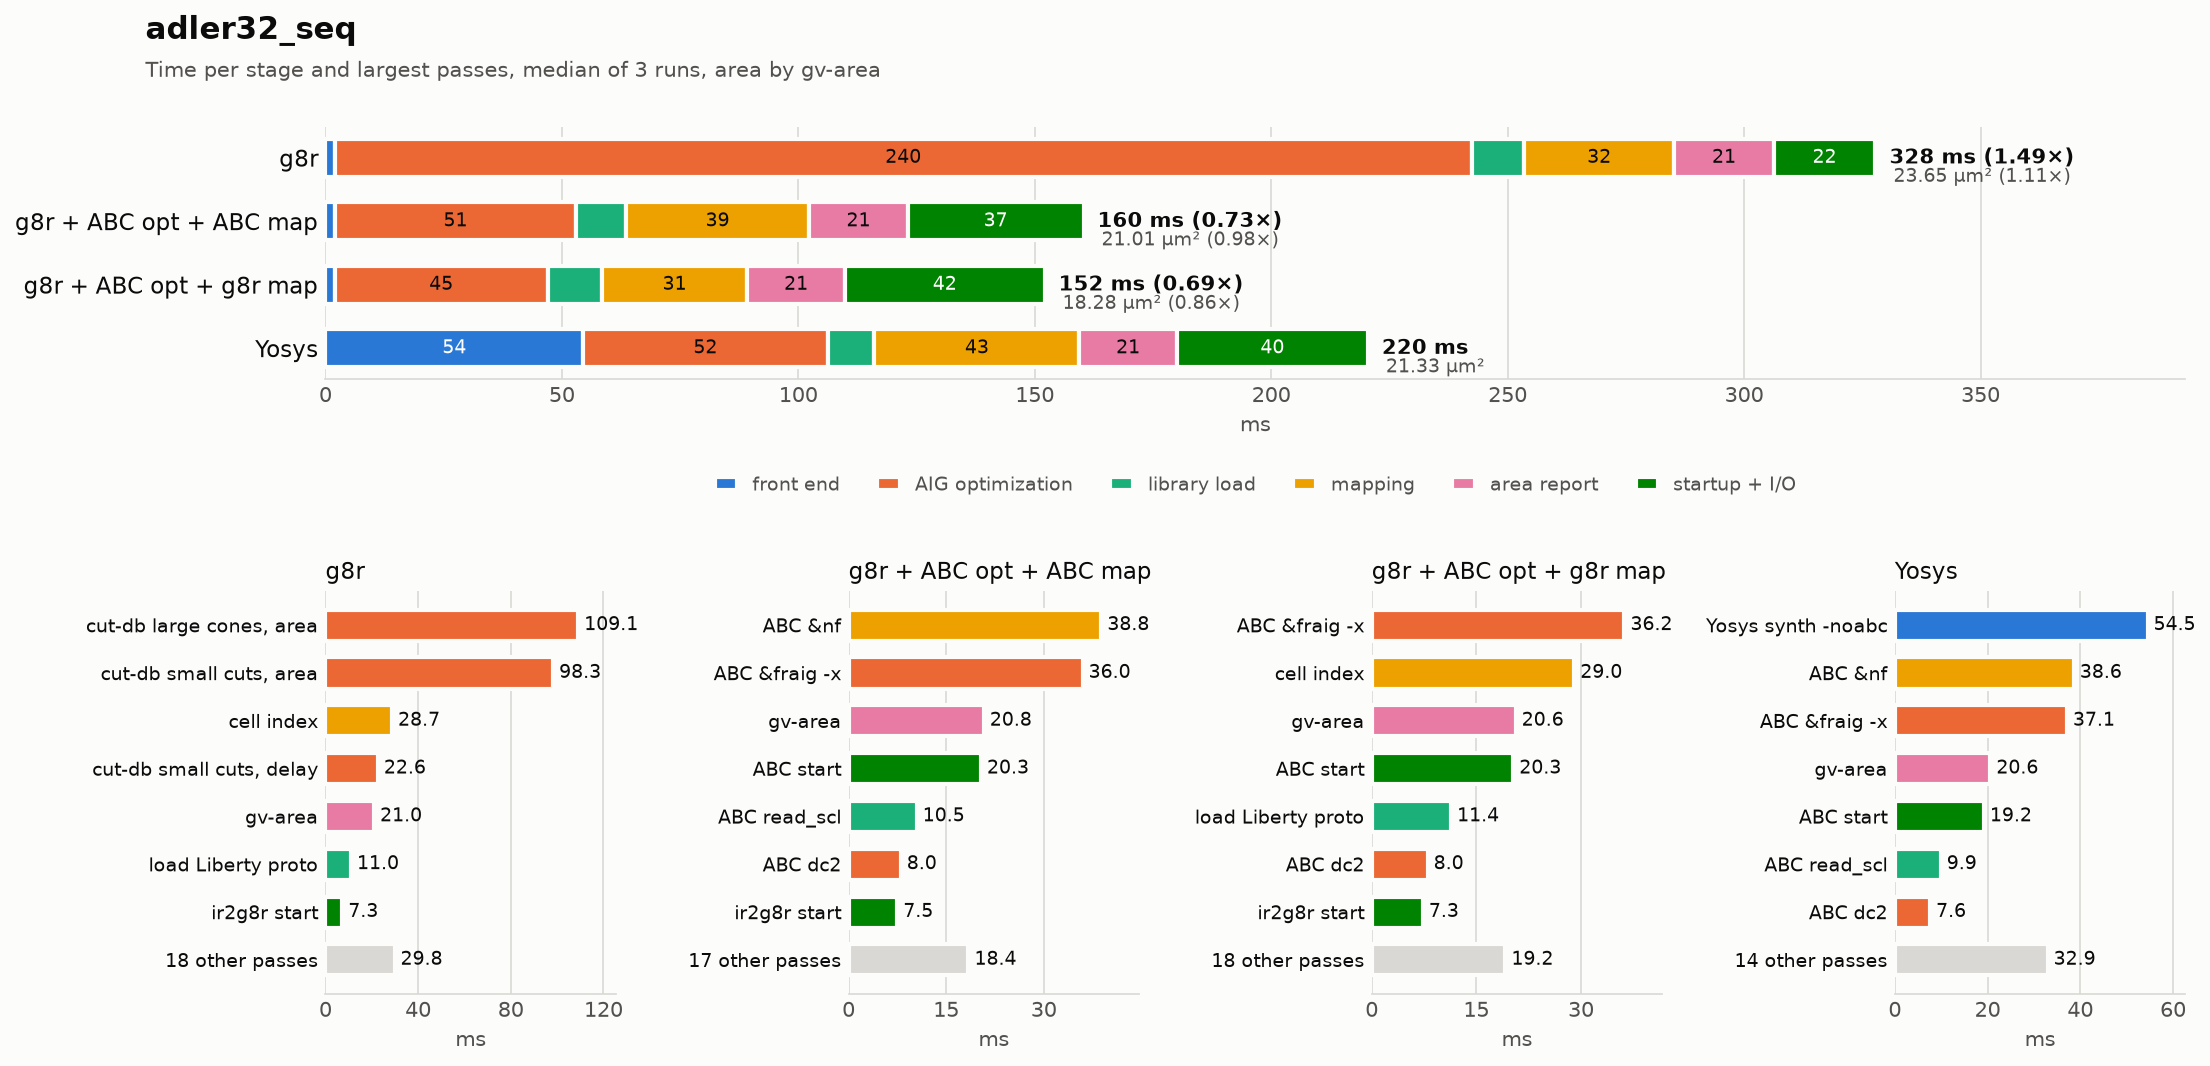 adler32_seq
Time per stage and largest passes, median of 3 runs, area by gv-area
g8r
240
32
21
22
328 ms (1.49×)
23.65 µm² (1.11×)
g8r + ABC opt + ABC map
51
39
21
37
160 ms (0.73×)
21.01 µm² (0.98×)
g8r + ABC opt + g8r map
45
31
21
42
152 ms (0.69×)
18.28 µm² (0.86×)
Yosys
54
52
43
21
40
220 ms
21.33 µm²
0 50 100 150 200 250 300 350
ms
front end
AIG optimization
library load
mapping
area report
startup + I/O
g8r
cut-db large cones, area 109.1
cut-db small cuts, area 98.3
cell index 28.7
cut-db small cuts, delay 22.6
gv-area 21.0
load Liberty proto 11.0
ir2g8r start 7.3
18 other passes 29.8
0 40 80 120
ms
g8r + ABC opt + ABC map
ABC &nf 38.8
ABC &fraig -x 36.0
gv-area 20.8
ABC start 20.3
ABC read_scl 10.5
ABC dc2 8.0
ir2g8r start 7.5
17 other passes 18.4
0 15 30
ms
g8r + ABC opt + g8r map
ABC &fraig -x 36.2
cell index 29.0
gv-area 20.6
ABC start 20.3
load Liberty proto 11.4
ABC dc2 8.0
ir2g8r start 7.3
18 other passes 19.2
0 15 30
ms
Yosys
Yosys synth -noabc 54.5
ABC &nf 38.6
ABC &fraig -x 37.1
gv-area 20.6
ABC start 19.2
ABC read_scl 9.9
ABC dc2 7.6
14 other passes 32.9
0 20 40 60
ms